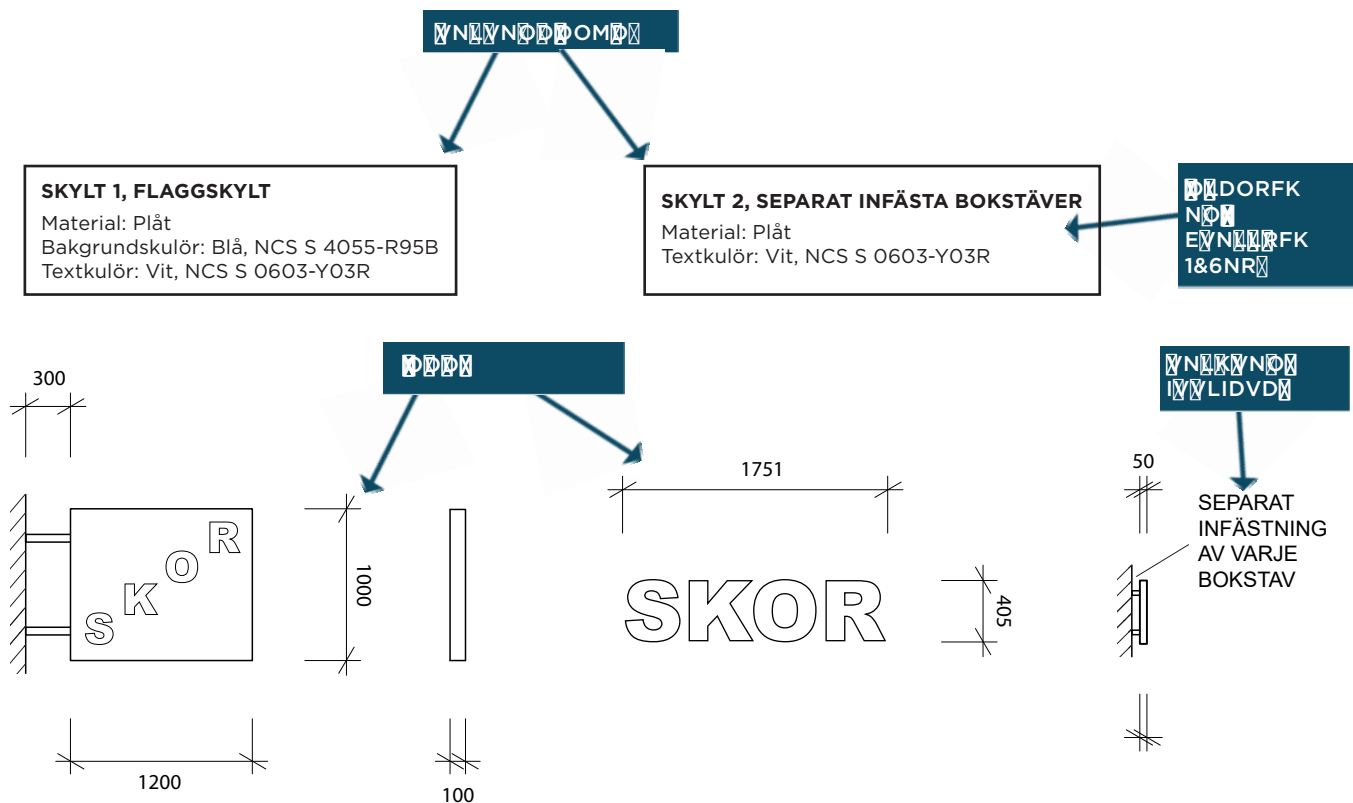 SKYLT 1, FLAGGSKYLT
Material: Plåt
Bakgrundskulör: Blå, NCS S 4055-R95B
Textkulör: Vit, NCS S 0603-Y03R
SKYLT 2, SEPARAT INFÄSTA BOKSTÄVER
Material: Plåt
Textkulör: Vit, NCS S 0603-Y03R
300
SKOR
1000
1200
100
1751
SKOR
405
50
SEPARAT
INFÄSTNING
AV VARJE
BOKSTAV